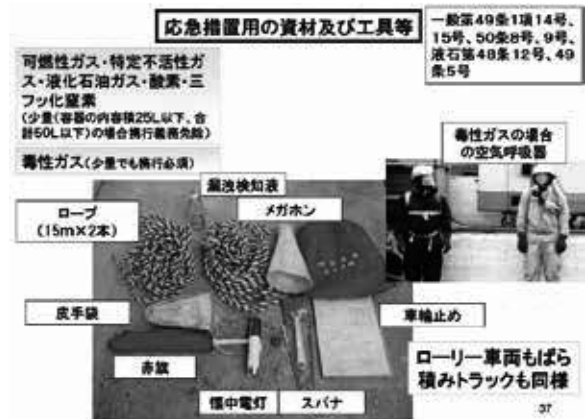 応急措置用の資材及び工具等
一般第49条1項14号、
15号、50条8号、9号、
液石第48条12号、49
条5号
可燃性ガス・特定不活性ガ
ス・液化石油ガス・酸素・三
フッ化窒素
(少量(容器の内容積25L以下、合
計50L以下)の場合携行義務免除)
毒性ガス(少量でも携行必須)
毒性ガスの場合
の空気呼吸器
漏洩検知液
メガホン
ロープ
(15m×2本)
皮手袋
車輪止め
赤旗
懐中電灯
スパナ
ローリー車両もばら
積みトラックも同様
37